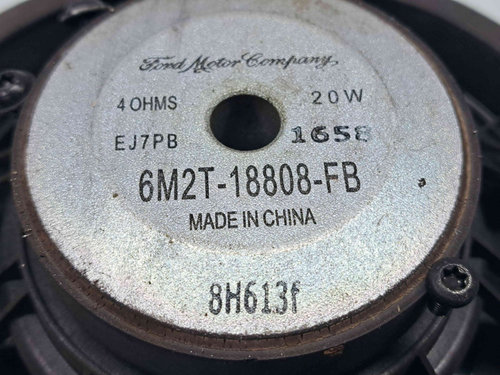 Ford Motor Company,
4 OHMS 20W
EJ7PB 1658
6M2T-18808-FB
MADE IN CHINA
8H613f